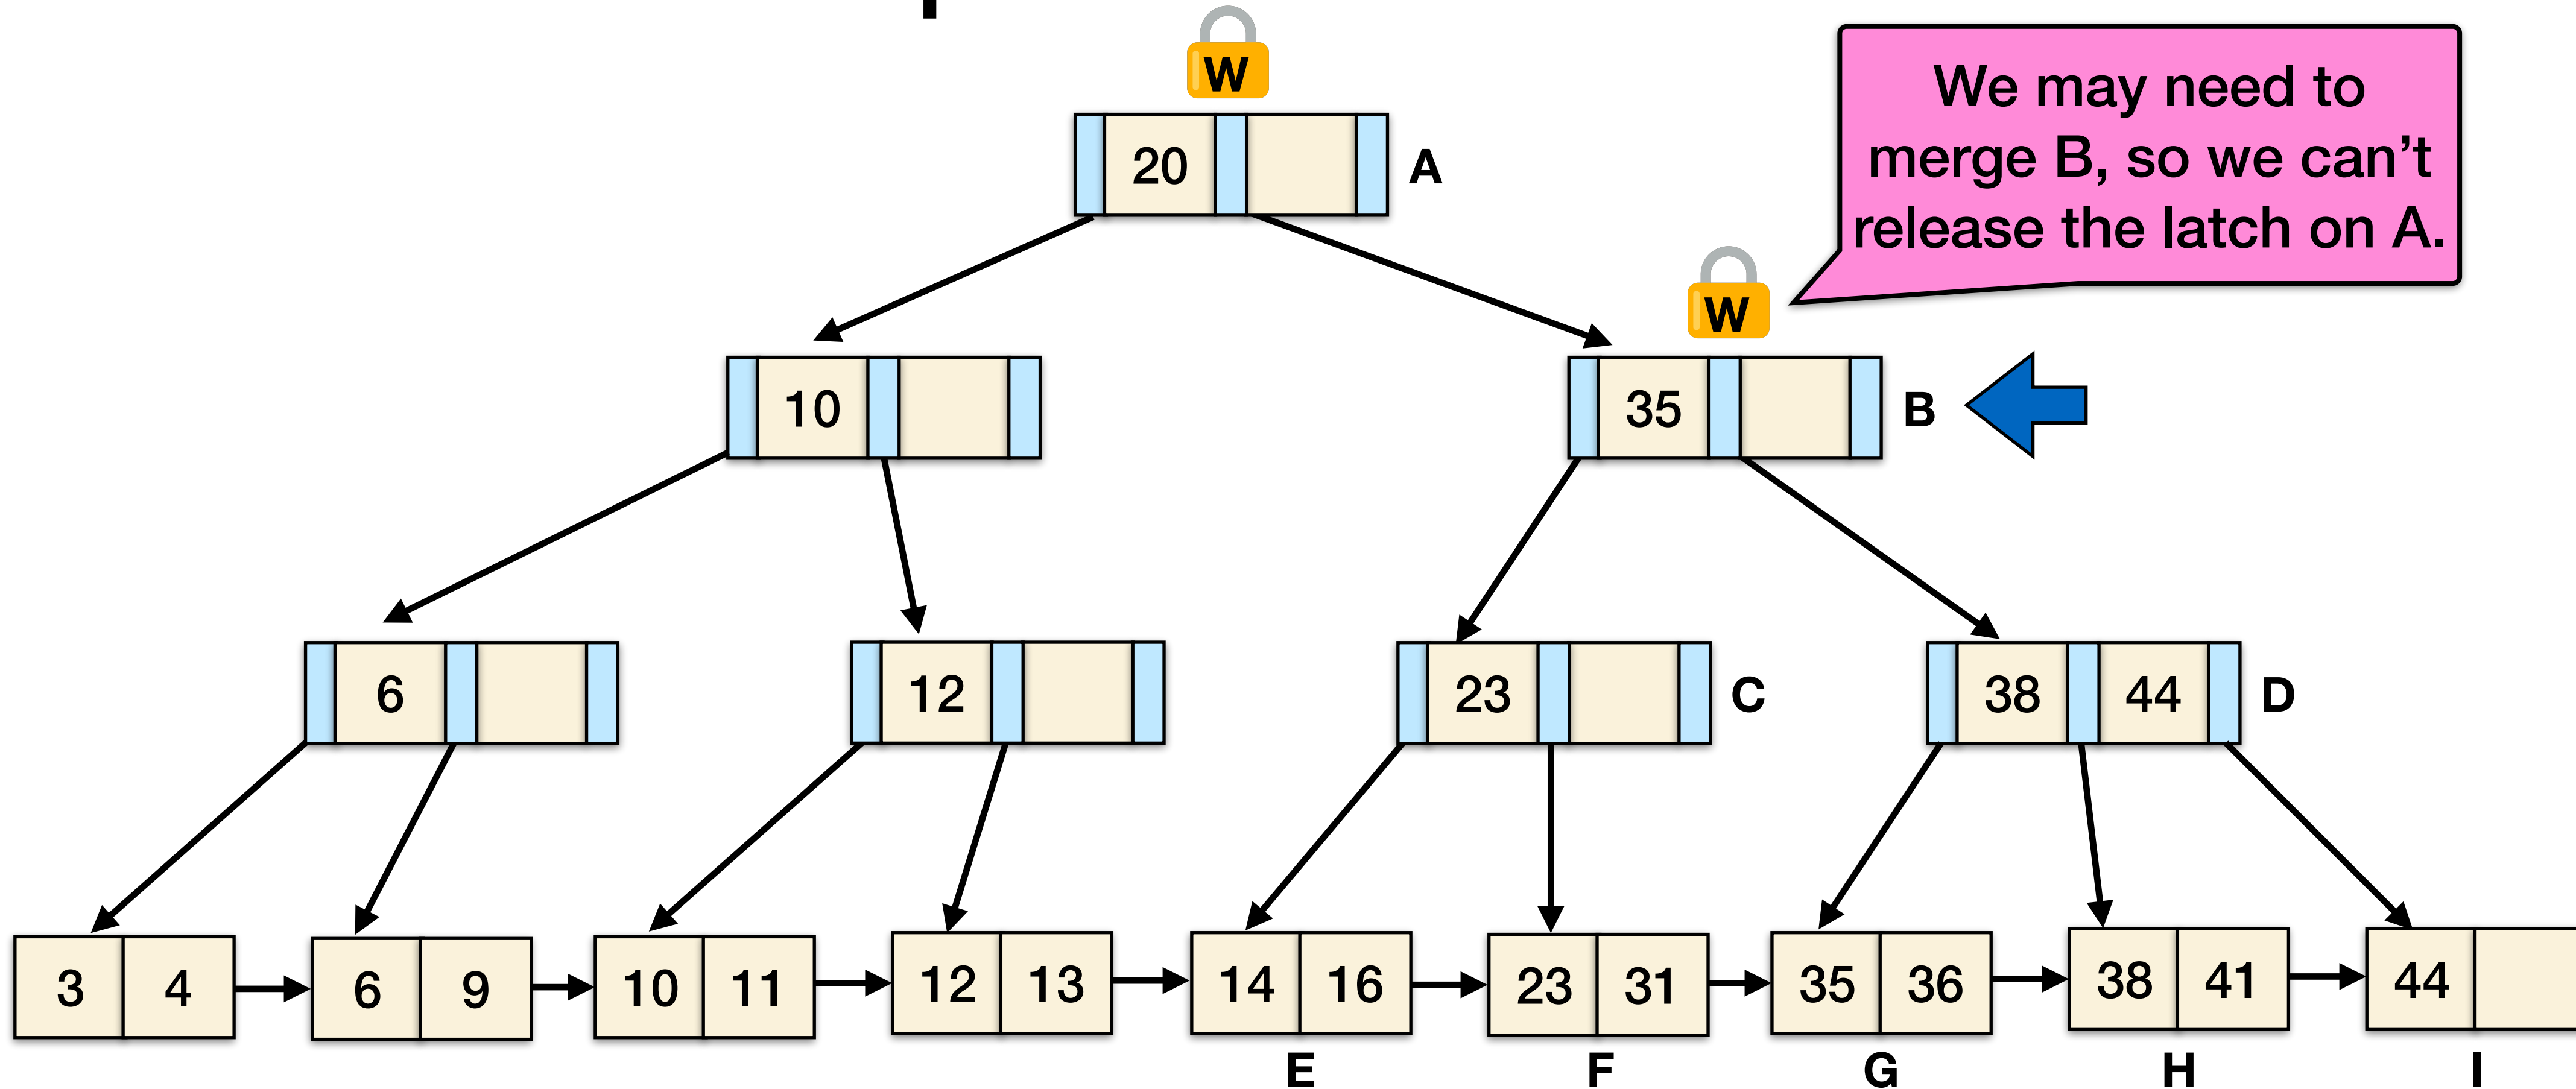 W
We may need to
merge B, so we can’t
release the latch on A.
20
A
W
10
35
B
6
12
23
C
38 44
D
3 4
6 9
10 11
12 13
14 16
23 31
35 36
38 41
44
E
F
G
H
I